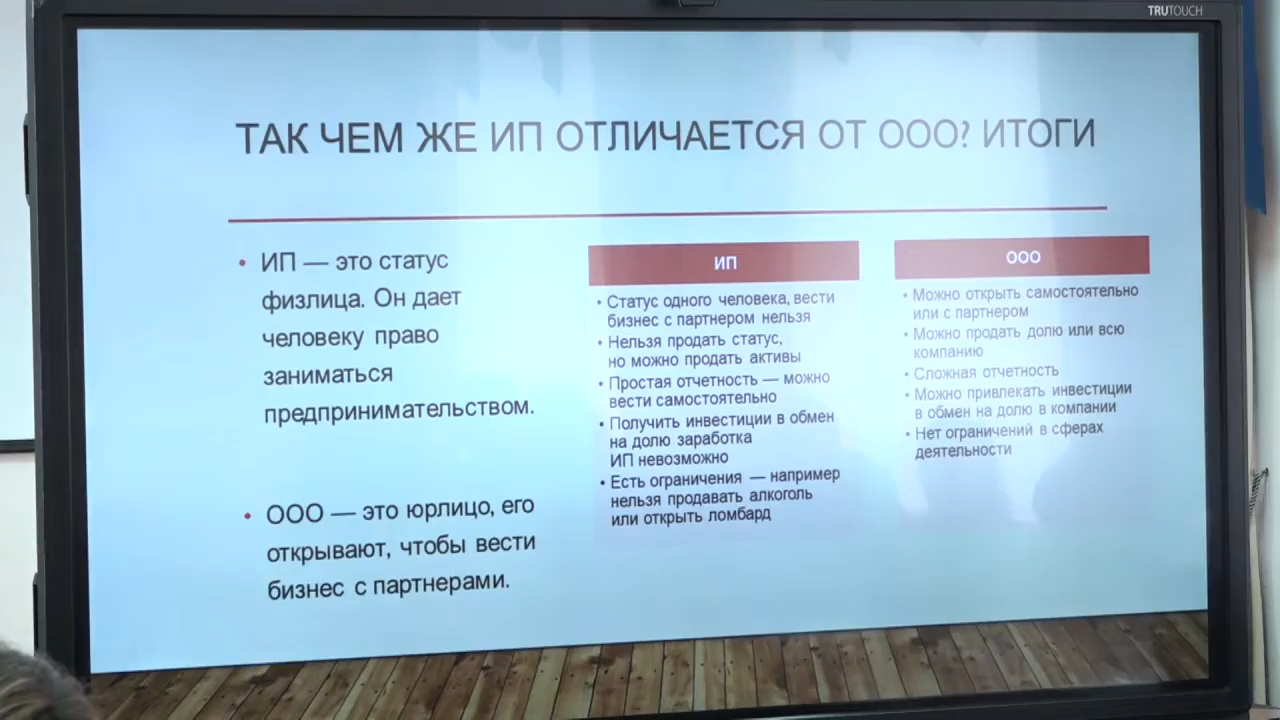 TRUTOUCH
ТАК ЧЕМ ЖЕ ИП ОТЛИЧАЕТСЯ ОТ ООО? ИТОГИ
• ИП — это статус
физлица. Он дает
человеку право
заниматься
предпринимательством.
• ООО — это юрлицо, его
открывают, чтобы вести
бизнес с партнерами.
ИП
• Статус одного человека, вести
бизнес с партнером нельзя
• Нельзя продать статус,
но можно продать активы
• Простая отчетность — можно
вести самостоятельно
• Получить инвестиции в обмен
на долю заработка
ИП невозможно
• Есть ограничения — например
нельзя продавать алкоголь
или открыть ломбард
ООО
• Можно открыть самостоятельно
или с партнером
• Можно продать долю или всю
компанию
• Сложная отчетность
• Можно привлекать инвестиции
в обмен на долю в компании
• Нет ограничений в сферах
деятельности